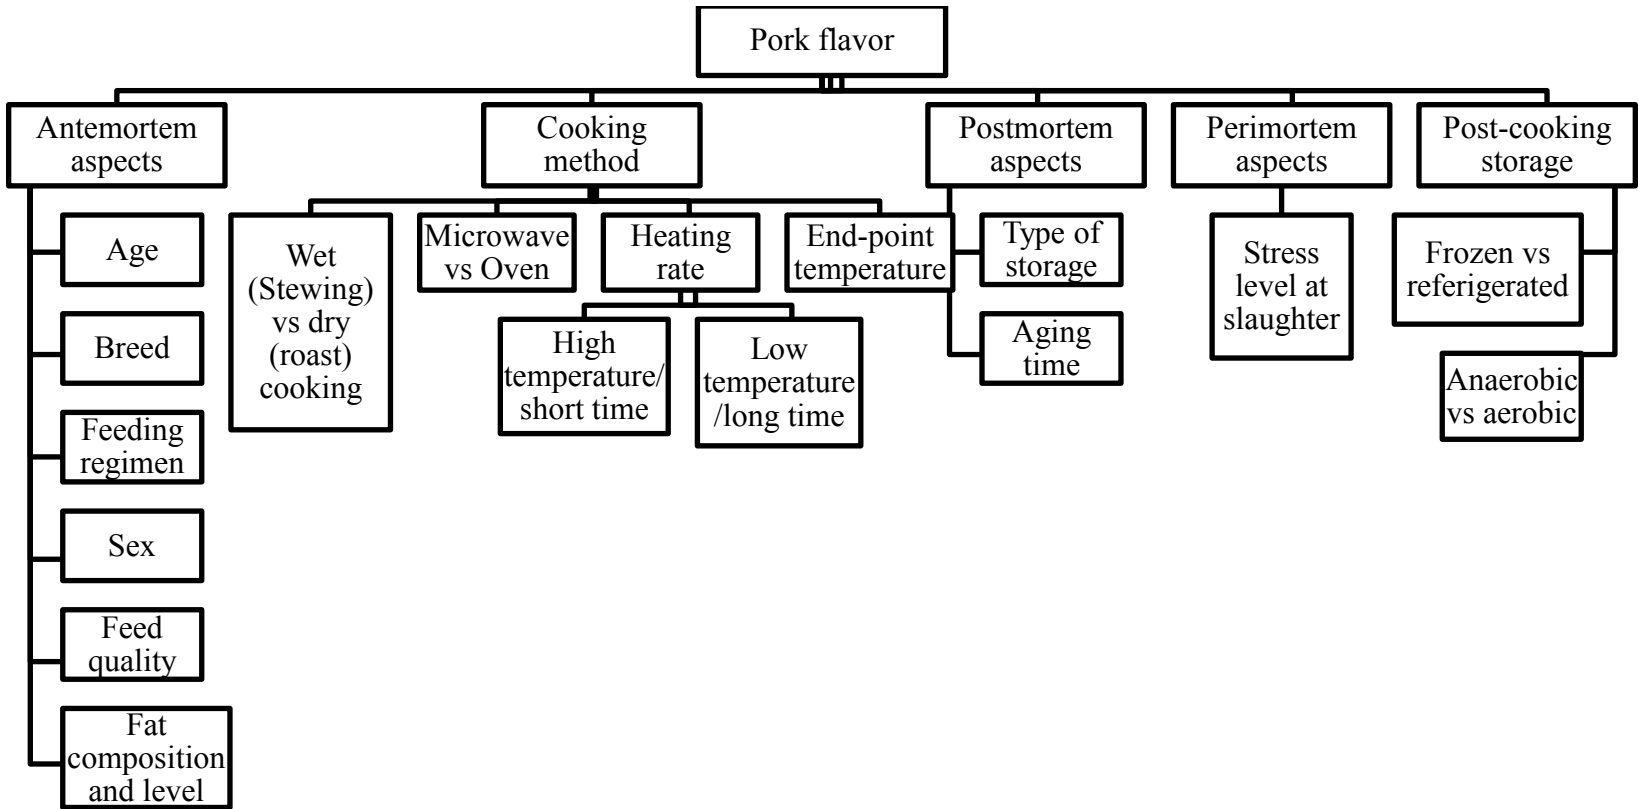 Pork flavor
Antemortem
aspects
Cooking
method
Postmortem
aspects
Perimortem
aspects
Post-cooking
storage
Age
Breed
Feeding
regimen
Sex
Feed
quality
Fat
composition
and level
Wet
(Stewing)
vs dry
(roast)
cooking
Microwave
vs Oven
Heating
rate
High
temperature/
short time
Low
temperature
/long time
End-point
temperature
Type of
storage
Aging
time
Stress
level at
slaughter
Frozen vs
referigerated
Anaerobic
vs aerobic